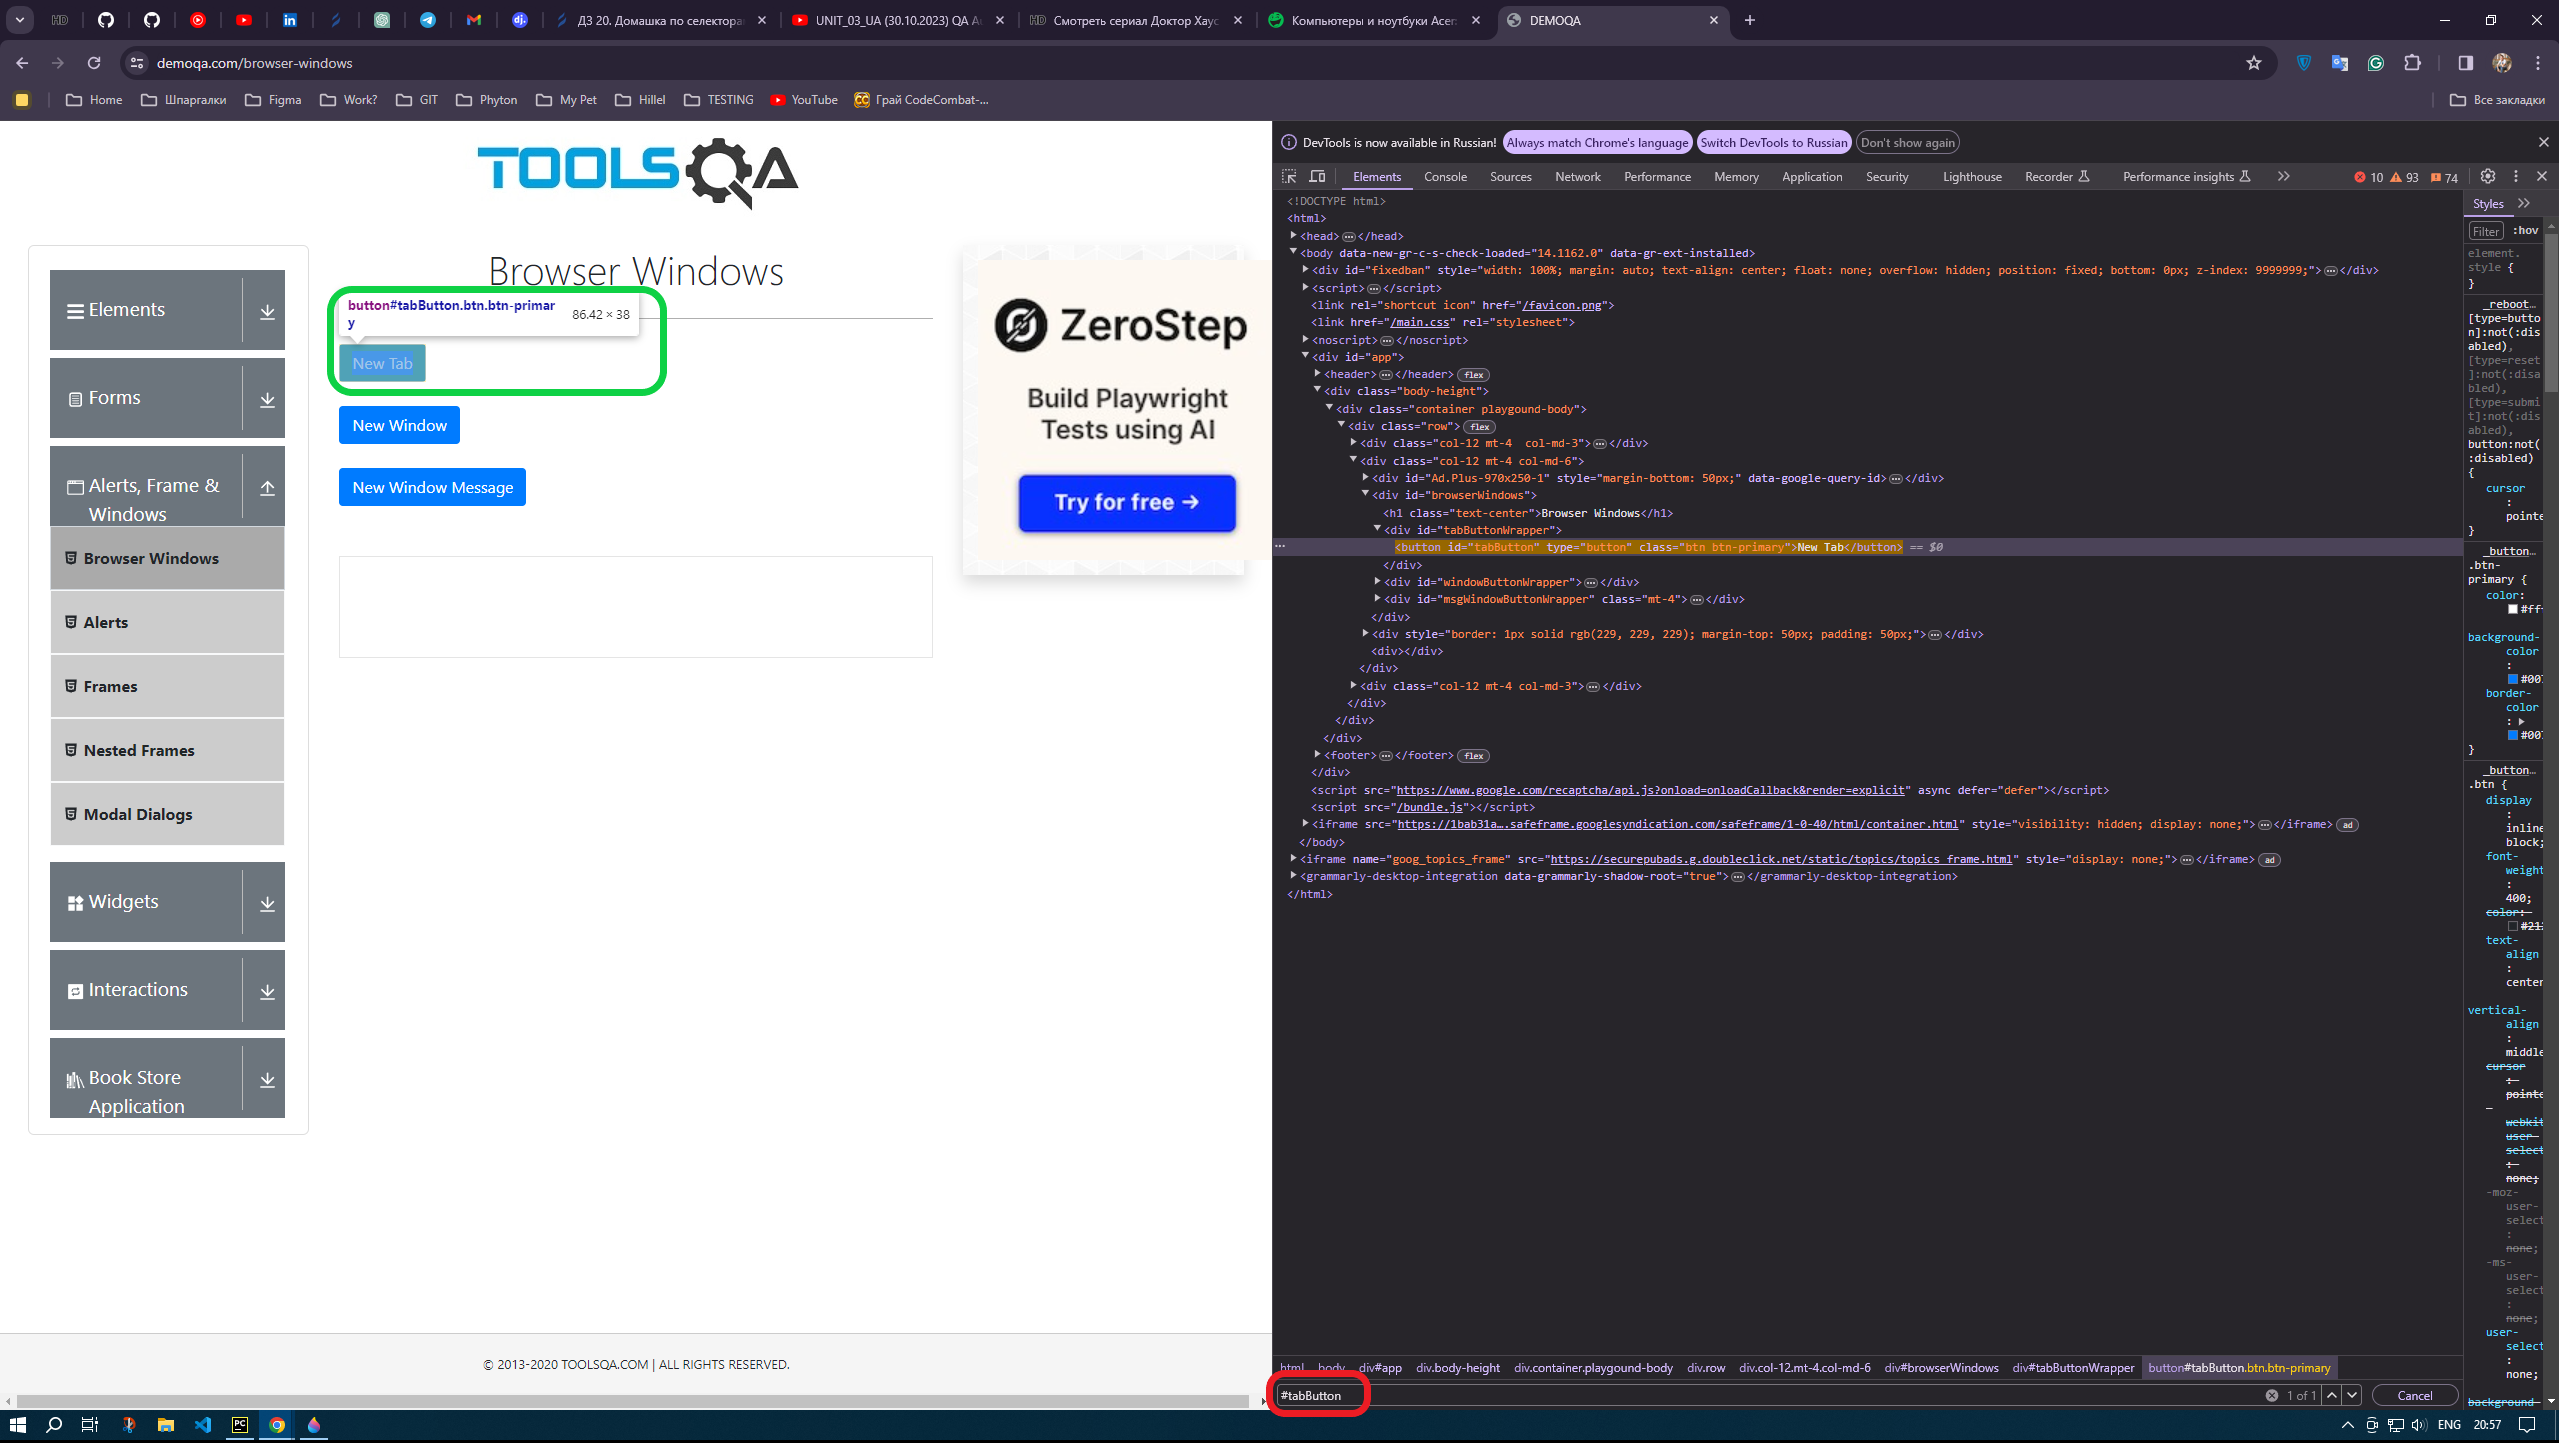 HD
ДЗ 20. Домашка по селектора
UNIT_03_UA (30.10.2023) QA A
HD Смотреть сериал Доктор Хаус
Компьютеры и ноутбуки Acer:
DEMOQA
demoqa.com/browser-windows
Home
Шпаргалки
Figma
Work?
GIT
Phyton
My Pet
Hillel
TESTING
YouTube
Грай CodeCombat-...
Все закладки
TOOLSQA
Browser Windows
button#tabButton.btn.btn-primar
y
86.42 × 38
New Tab
New Window
New Window Message
Elements
Forms
Alerts, Frame &
Windows
Browser Windows
Alerts
Frames
Nested Frames
Modal Dialogs
Widgets
Interactions
Book Store
Application
ZeroStep
Build Playwright
Tests using AI
Try for free →
© 2013-2020 TOOLSQA.COM | ALL RIGHTS RESERVED.
DevTools is now available in Russian!
Always match Chrome's language
Switch DevTools to Russian
Don't show again
Elements
Console
Sources
Network
Performance
Memory
Application
Security
Lighthouse
Recorder
Performance insights
10
93
74
<!DOCTYPE html>
<html>
<head>…</head>
<body data-new-gr-c-s-check-loaded="14.1162.0" data-gr-ext-installed>
<div id="fixedban" style="width: 100%; margin: auto; text-align: center; float: none; overflow: hidden; position: fixed; bottom: 0px; z-index: 9999999;">…</div>
<script>…</script>
<link rel="shortcut icon" href="/favicon.png">
<link href="/main.css" rel="stylesheet">
<noscript>…</noscript>
<div id="app">
<header>…</header> flex
<div class="body-height">
<div class="container playgound-body">
<div class="row"> flex
<div class="col-12 mt-4  col-md-3">…</div>
<div class="col-12 mt-4 col-md-6">
<div id="Ad.Plus-970x250-1" style="margin-bottom: 50px;" data-google-query-id>…</div>
<div id="browserWindows">
<h1 class="text-center">Browser Windows</h1>
<div id="tabButtonWrapper">
<button id="tabButton" type="button" class="btn btn-primary">New Tab</button> == $0
</div>
<div id="windowButtonWrapper">…</div>
<div id="msgWindowButtonWrapper" class="mt-4">…</div>
</div>
<div style="border: 1px solid rgb(229, 229, 229); margin-top: 50px; padding: 50px;">…</div>
<div></div>
</div>
<div class="col-12 mt-4 col-md-3">…</div>
</div>
</div>
</div>
<footer>…</footer> flex
</div>
<script src="https://www.google.com/recaptcha/api.js?onload=onloadCallback&render=explicit" async defer="defer"></script>
<script src="/bundle.js"></script>
<iframe src="https://1bab31a….safeframe.googlesyndication.com/safeframe/1-0-40/html/container.html" style="visibility: hidden; display: none;">…</iframe> ad
</body>
<iframe name="goog_topics_frame" src="https://securepubads.g.doubleclick.net/static/topics/topics_frame.html" style="display: none;">…</iframe> ad
<grammarly-desktop-integration data-grammarly-shadow-root="true">…</grammarly-desktop-integration>
</html>
html
body
div#app
div.body-height
div.container.playgound-body
div.row
div.col-12.mt-4.col-md-6
div#browserWindows
div#tabButtonWrapper
button#tabButton.btn.btn-primary
#tabButton
1 of 1
Cancel
Styles
Filter
:hov
element.
style {
}
_reboot…
[type=butto
n]:not(:dis
abled),
[type=reset
]:not(:disa
bled),
[type=submi
t]:not(:dis
abled),
button:not(
:disabled)
{
cursor
:
pointe
}
_button…
.btn-
primary {
color:
#ff
background-
color
:
#00
border-
color
:
#00
}
_button…
.btn {
display
:
inline
block;
font-
weight
:
400;
color:
#21
text-
align
:
center
vertical-
align
:
middle
cursor
:
pointe
-
webkit
user-
select
:
none;
-moz-
user-
select
:
none;
-ms-
user-
select
:
none;
user-
select
:
none;
background-
ENG
20:57